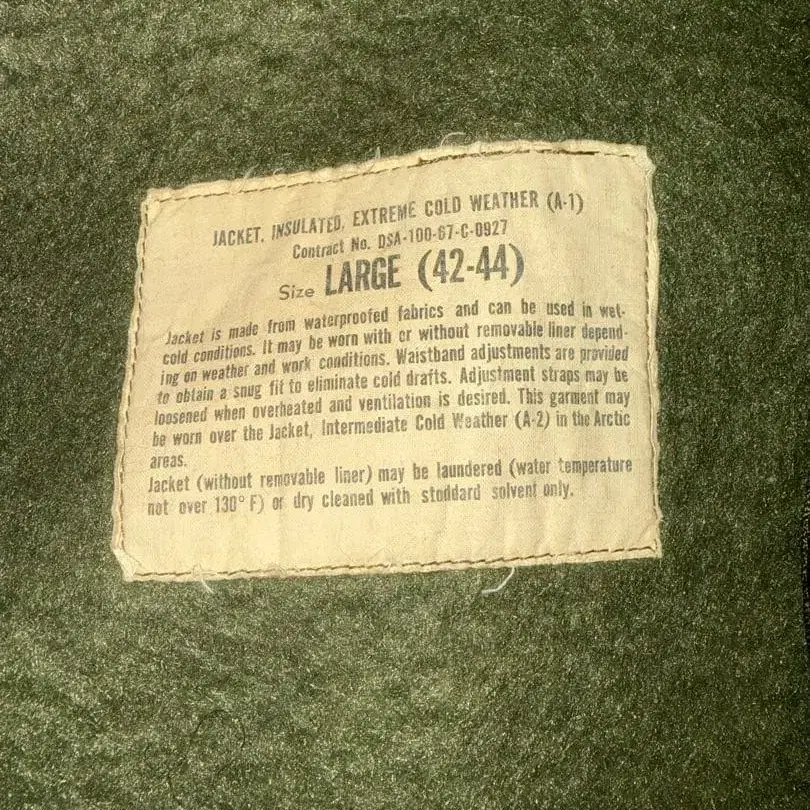 JACKET, INSULATED, EXTREME COLD WEATHER (A-1)
Contract No. DSA-100-67-C-0927
Size LARGE (42-44)
Jacket is made from waterproofed fabrics and can be used in wet-
cold conditions. It may be worn with or without removable liner depend-
ing on weather and work conditions. Waistband adjustments are provided
to obtain a snug fit to eliminate cold drafts. Adjustment straps may be
loosened when overheated and ventilation is desired. This garment may
be worn over the Jacket, Intermediate Cold Weather (A-2) in the Arctic
areas.
Jacket (without removable liner) may be laundered (water temperature
not over 130° F) or dry cleaned with stoddard solvent only.